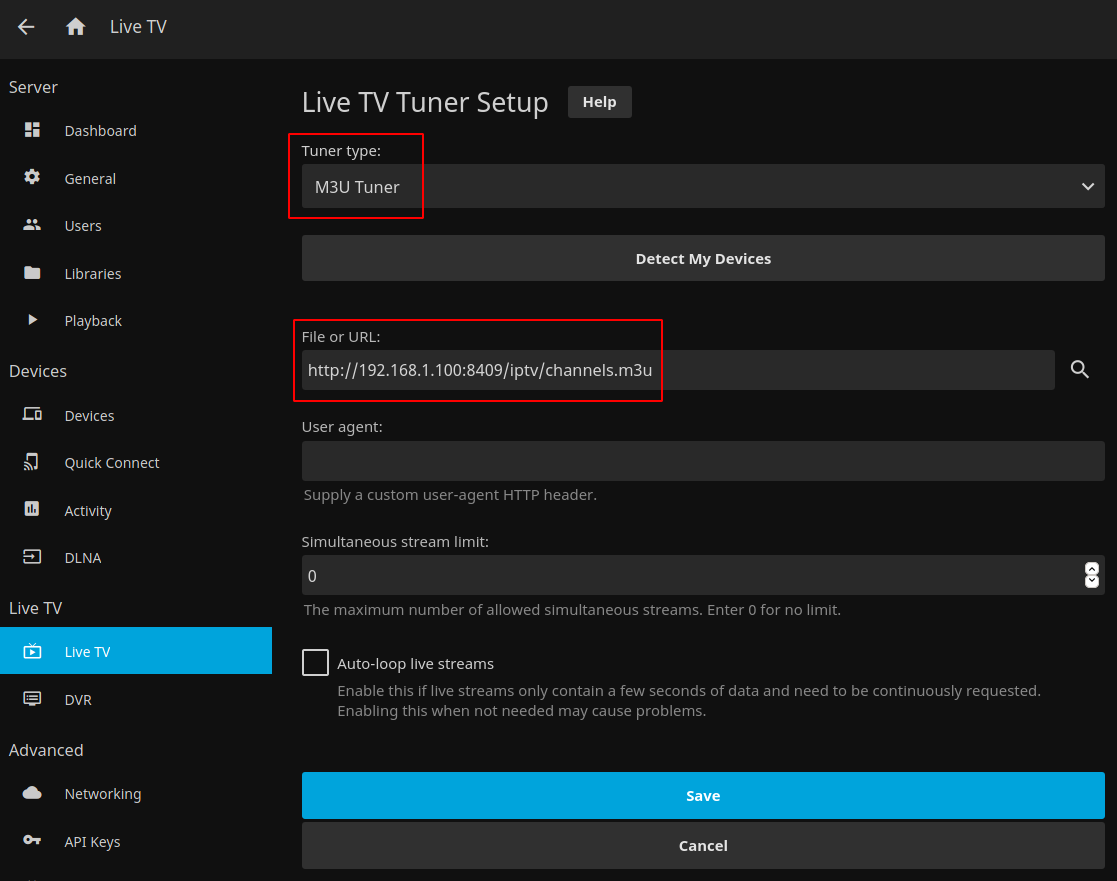 Live TV
Server
Dashboard
General
Users
Libraries
Playback
Devices
Devices
Quick Connect
Activity
DLNA
Live TV
Live TV
DVR
Advanced
Networking
API Keys
Live TV Tuner Setup
Help
Tuner type:
M3U Tuner
Detect My Devices
File or URL:
http://192.168.1.100:8409/iptv/channels.m3u
User agent:
Supply a custom user-agent HTTP header.
Simultaneous stream limit:
0
The maximum number of allowed simultaneous streams. Enter 0 for no limit.
Auto-loop live streams
Enable this if live streams only contain a few seconds of data and need to be continuously requested.
Enabling this when not needed may cause problems.
Save
Cancel